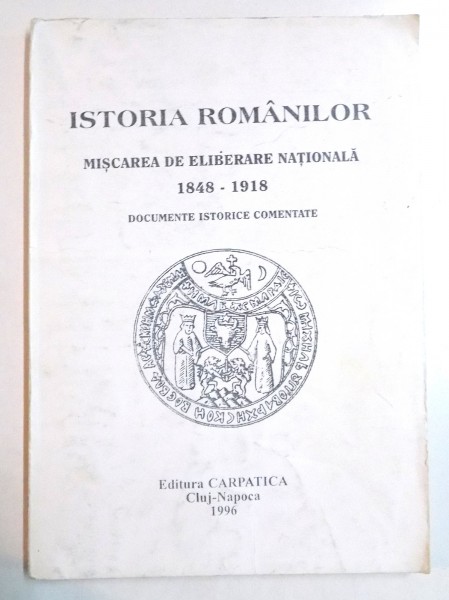 ISTORIA ROMÂNILOR
MIȘCAREA DE ELIBERARE NAȚIONALĂ
1848 - 1918
DOCUMENTE ISTORICE COMENTATE
Editura CARPATICA
Cluj-Napoca
1996